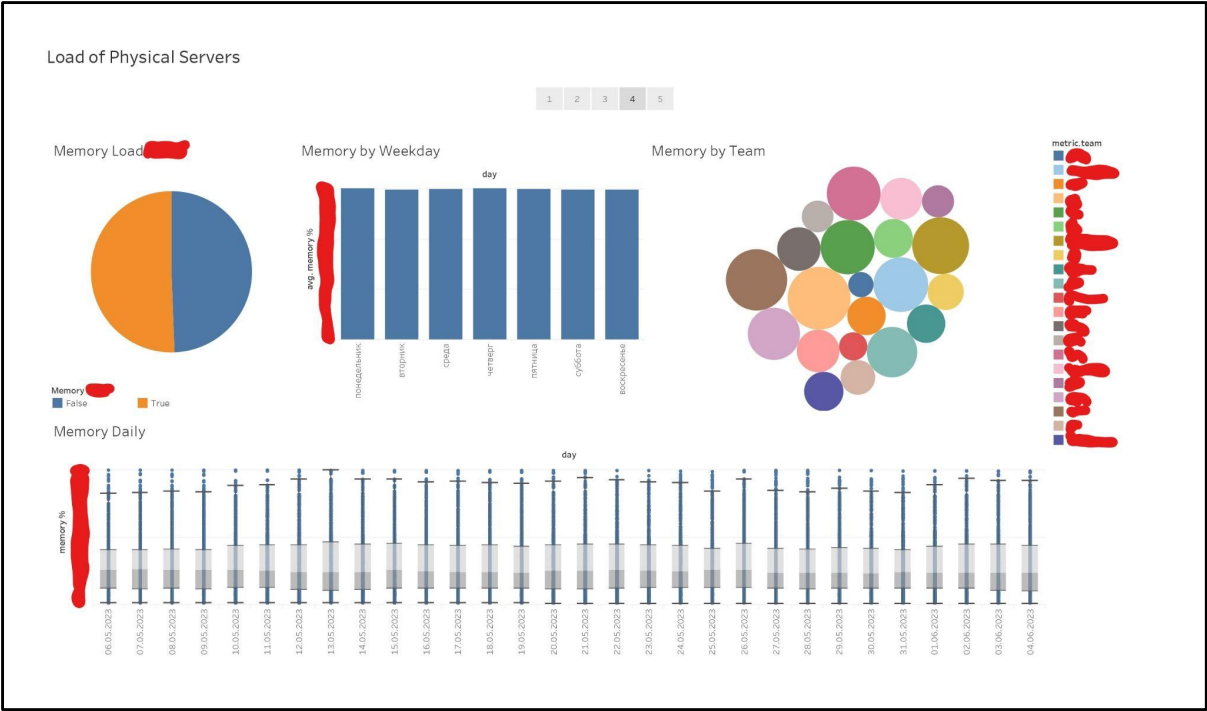 Load of Physical Servers
1 2 3 4 5
Memory Load
Memory by Weekday
Memory by Team
metric.team
day
avg. memory %
понедельник
вторник
среда
четверг
пятница
суббота
воскресенье
Memory
False True
Memory Daily
day
memory %
06.05.2023
07.05.2023
08.05.2023
09.05.2023
10.05.2023
11.05.2023
12.05.2023
13.05.2023
14.05.2023
15.05.2023
16.05.2023
17.05.2023
18.05.2023
19.05.2023
20.05.2023
21.05.2023
22.05.2023
23.05.2023
24.05.2023
25.05.2023
26.05.2023
27.05.2023
28.05.2023
29.05.2023
30.05.2023
31.05.2023
01.06.2023
02.06.2023
03.06.2023
04.06.2023